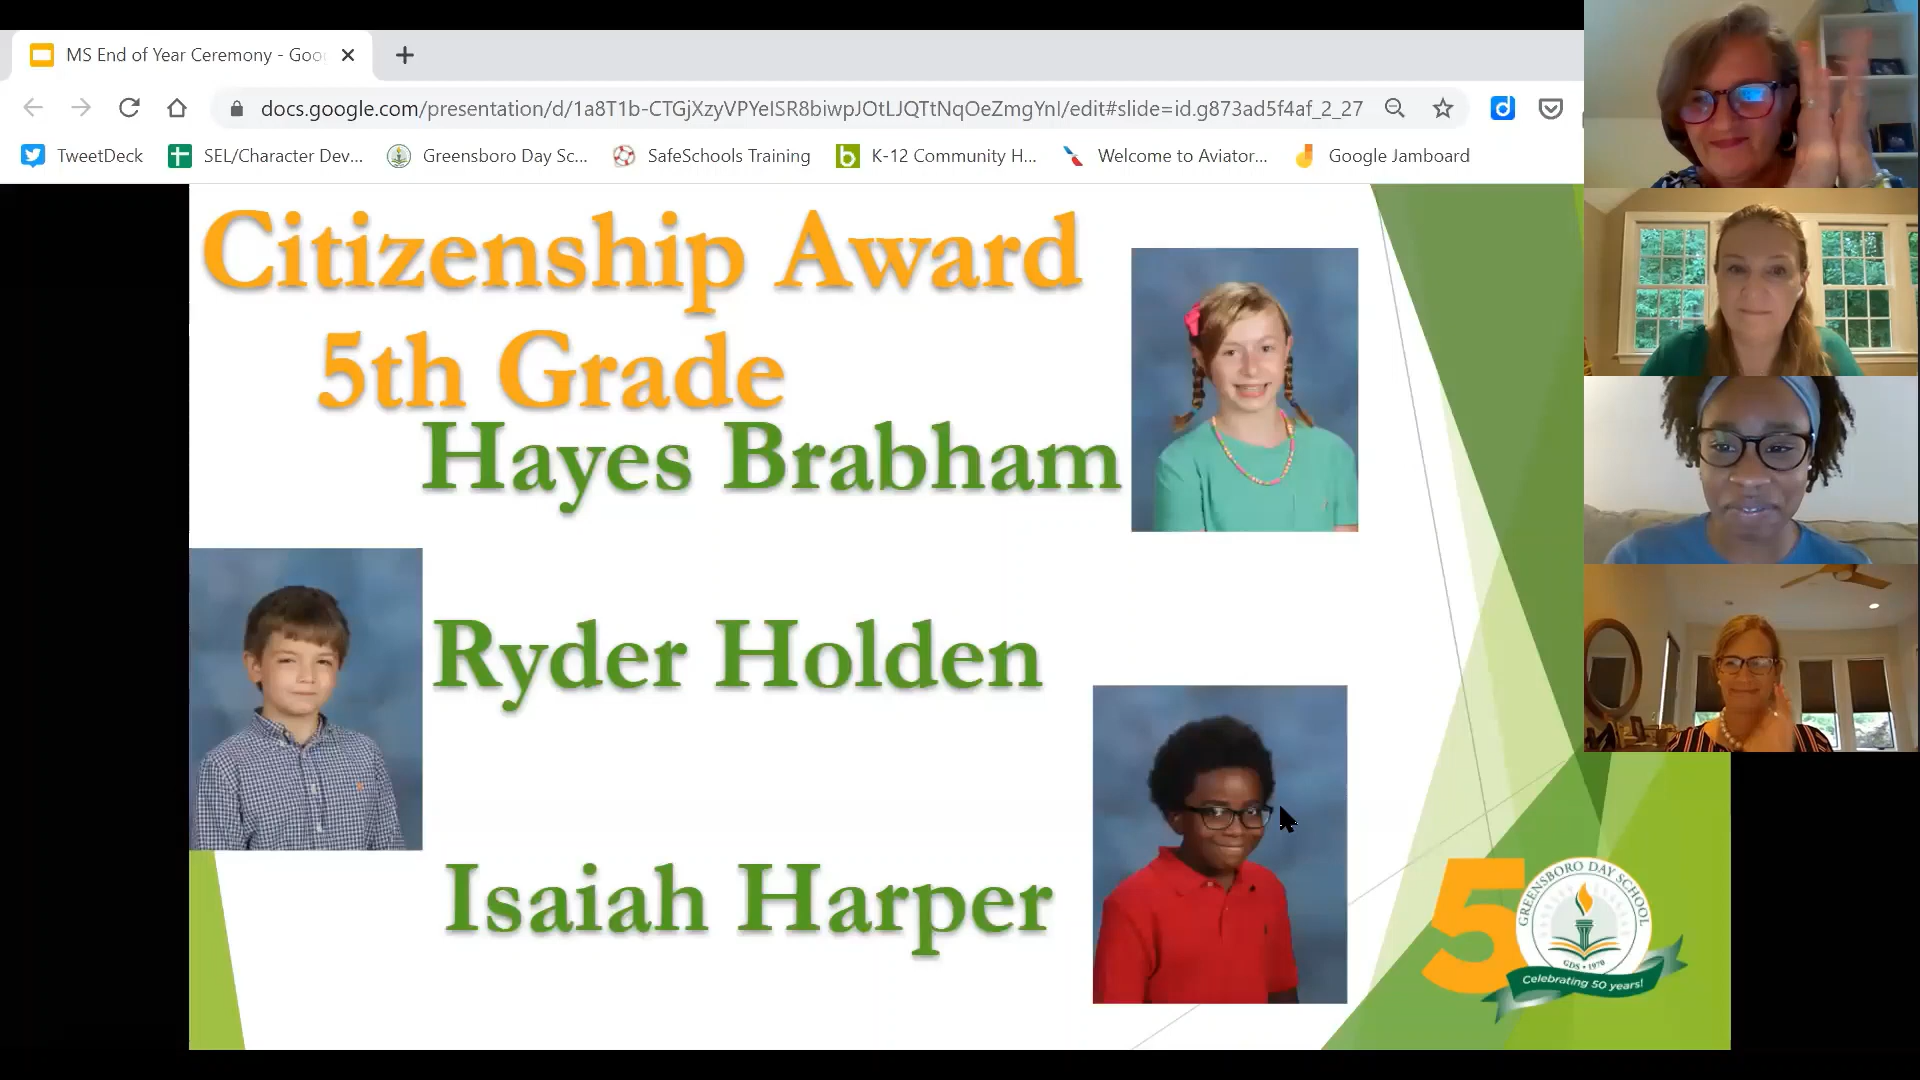 MS End of Year Ceremony - Goo
docs.google.com/presentation/d/1a8T1b-CTGjXzyVPYeISR8biwpJOtLJQTtNqOeZmgYnI/edit#slide=id.g873ad5f4af_2_27
TweetDeck SEL/Character Dev... Greensboro Day Sc... SafeSchools Training K-12 Community H... Welcome to Aviator... Google Jamboard
Citizenship Award
5th Grade
Hayes Brabham
Ryder Holden
Isaiah Harper
50
GREENSBORO DAY SCHOOL
GDS • 1970
Celebrating 50 years!